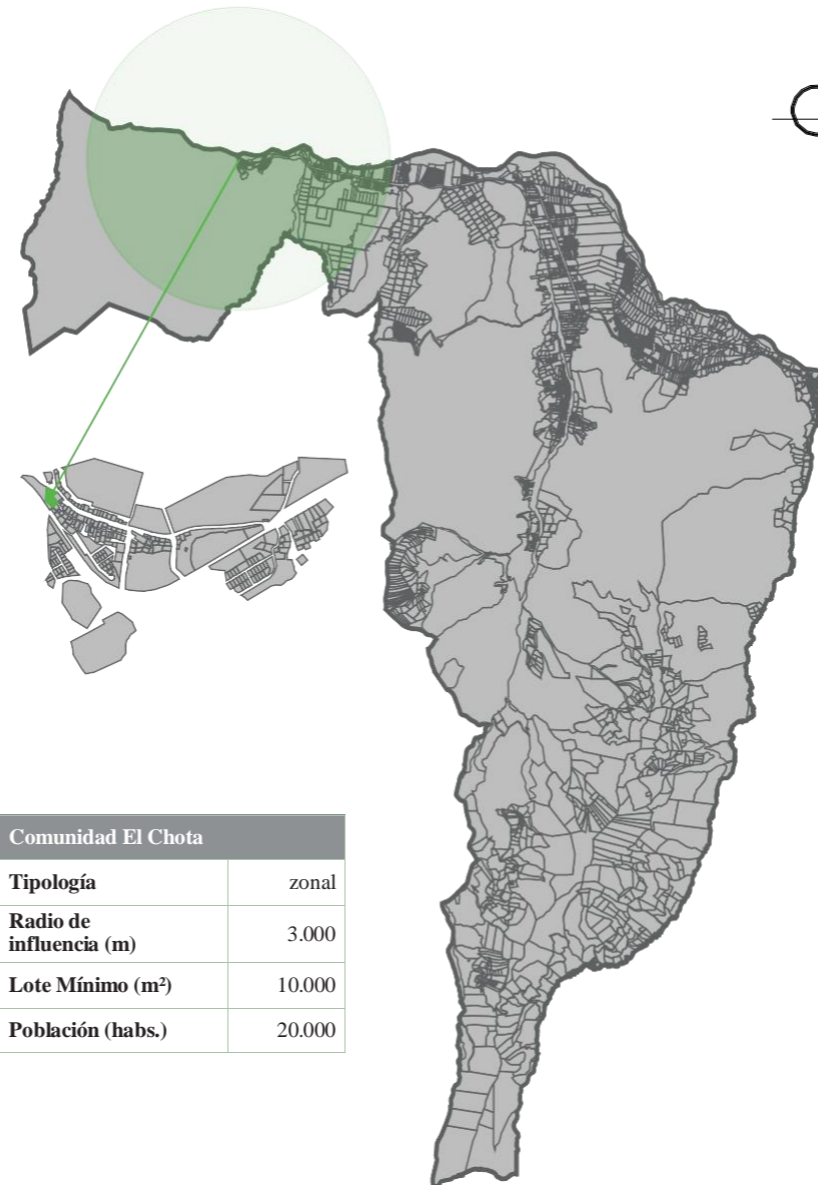 Comunidad El Chota
Tipología zonal
Radio de
influencia (m) 3.000
Lote Mínimo (m²) 10.000
Población (habs.) 20.000